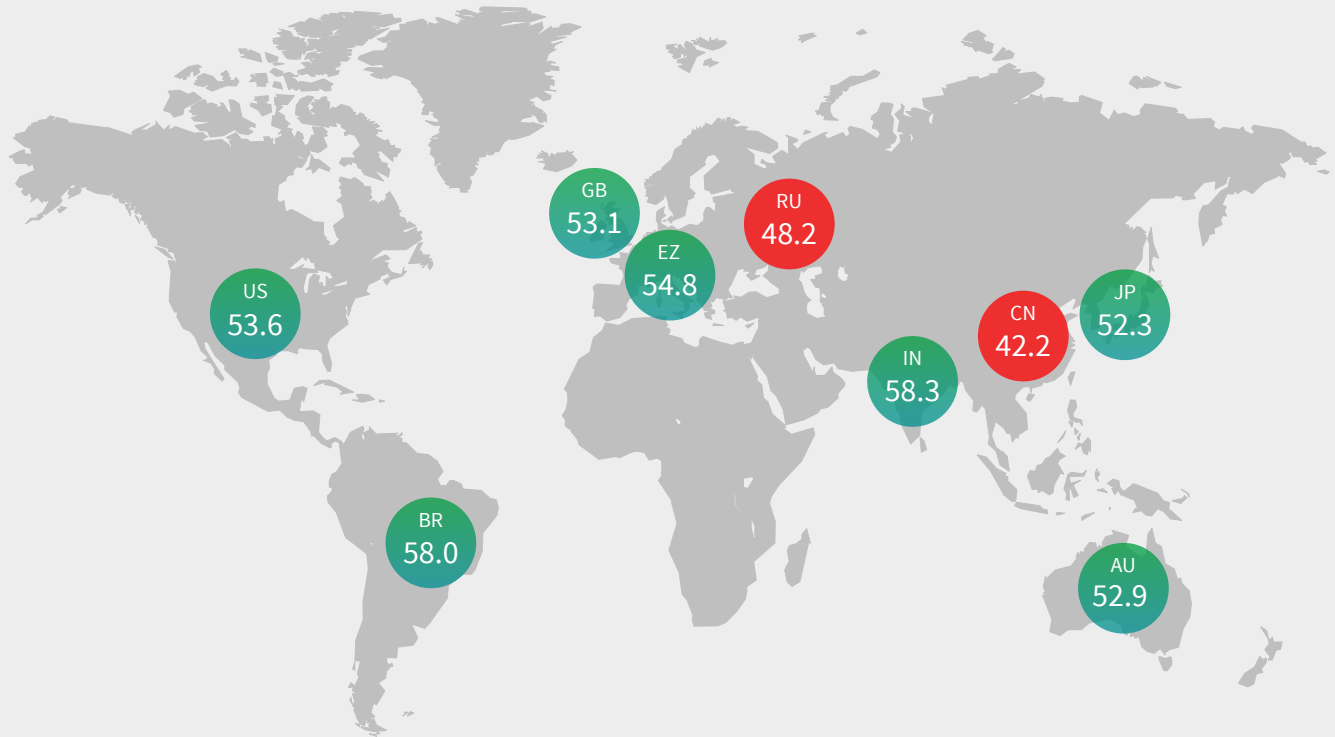 GB
53.1
RU
48.2
EZ
54.8
US
53.6
CN
42.2
JP
52.3
IN
58.3
BR
58.0
AU
52.9